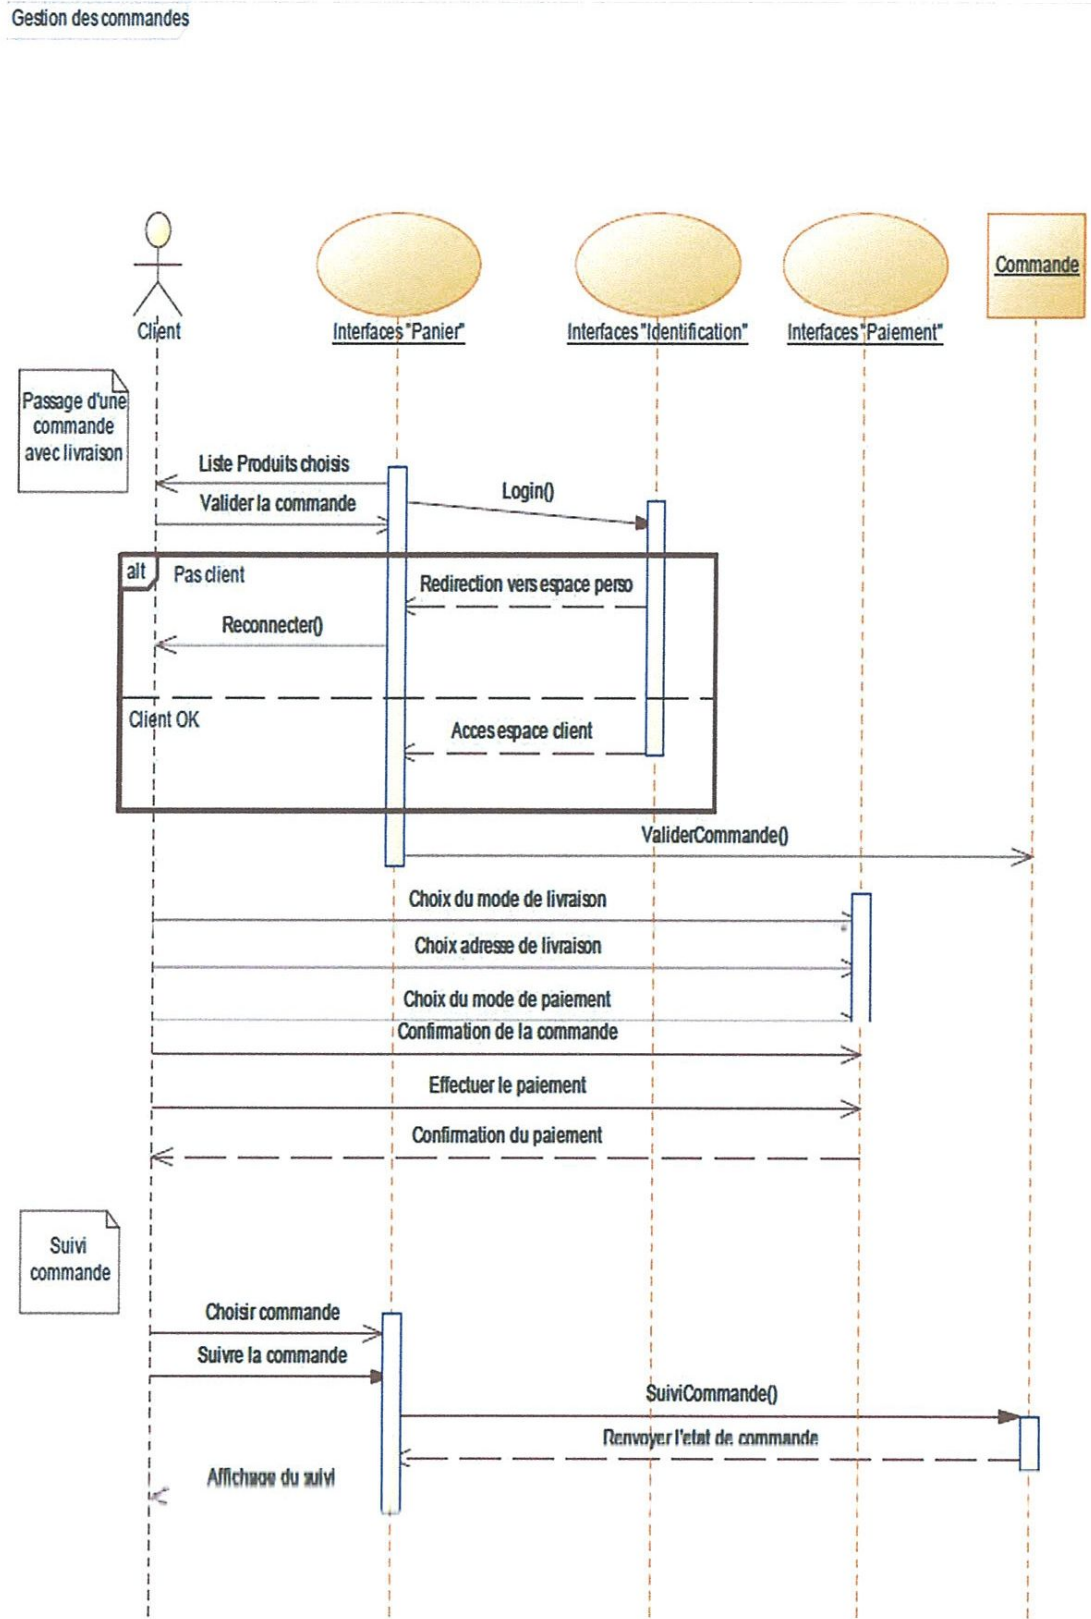 Gestion des commandes
Client
Interfaces "Panier"
Interfaces "Identification"
Interfaces "Paiement"
Commande
Passage d'une
commande
avec livraison
Liste Produits choisis
Valider la commande
Login()
alt
Pas client
Redirection vers espace perso
Reconnecter()
Client OK
Acces espace client
ValiderCommande()
Choix du mode de livraison
Choix adresse de livraison
Choix du mode de paiement
Confirmation de la commande
Effectuer le paiement
Confirmation du paiement
Suivi
commande
Choisir commande
Suivre la commande
SuiviCommande()
Renvoyer l'etat de commande
Affichage du suivi